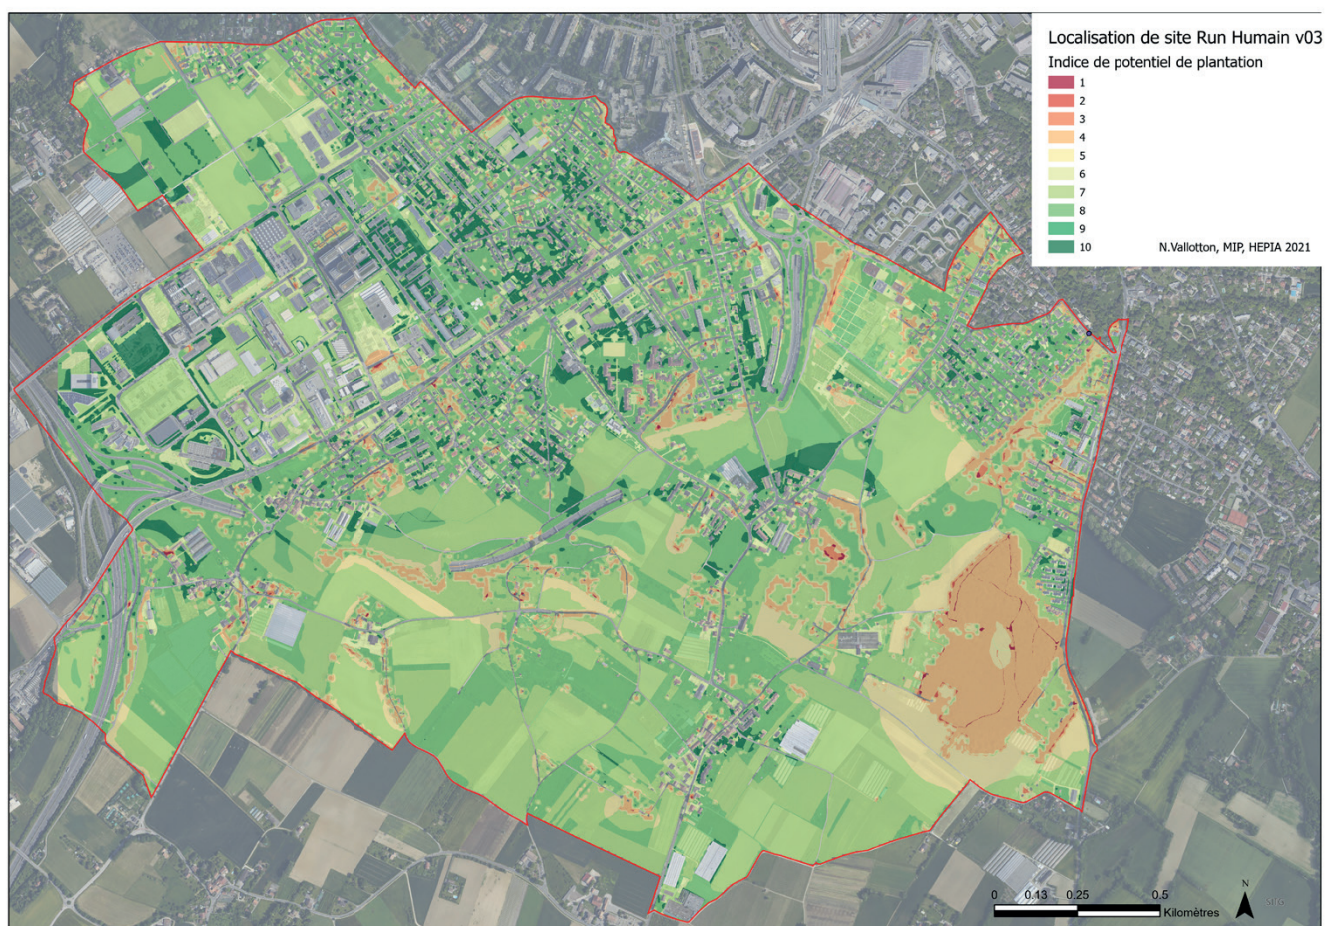 Localisation de site Run Humain v03
Indice de potentiel de plantation
1
2
3
4
5
6
7
8
9
10
N.Vallotton, MIP, HEPIA 2021
0 0.13 0.25 0.5
Kilomètres
N